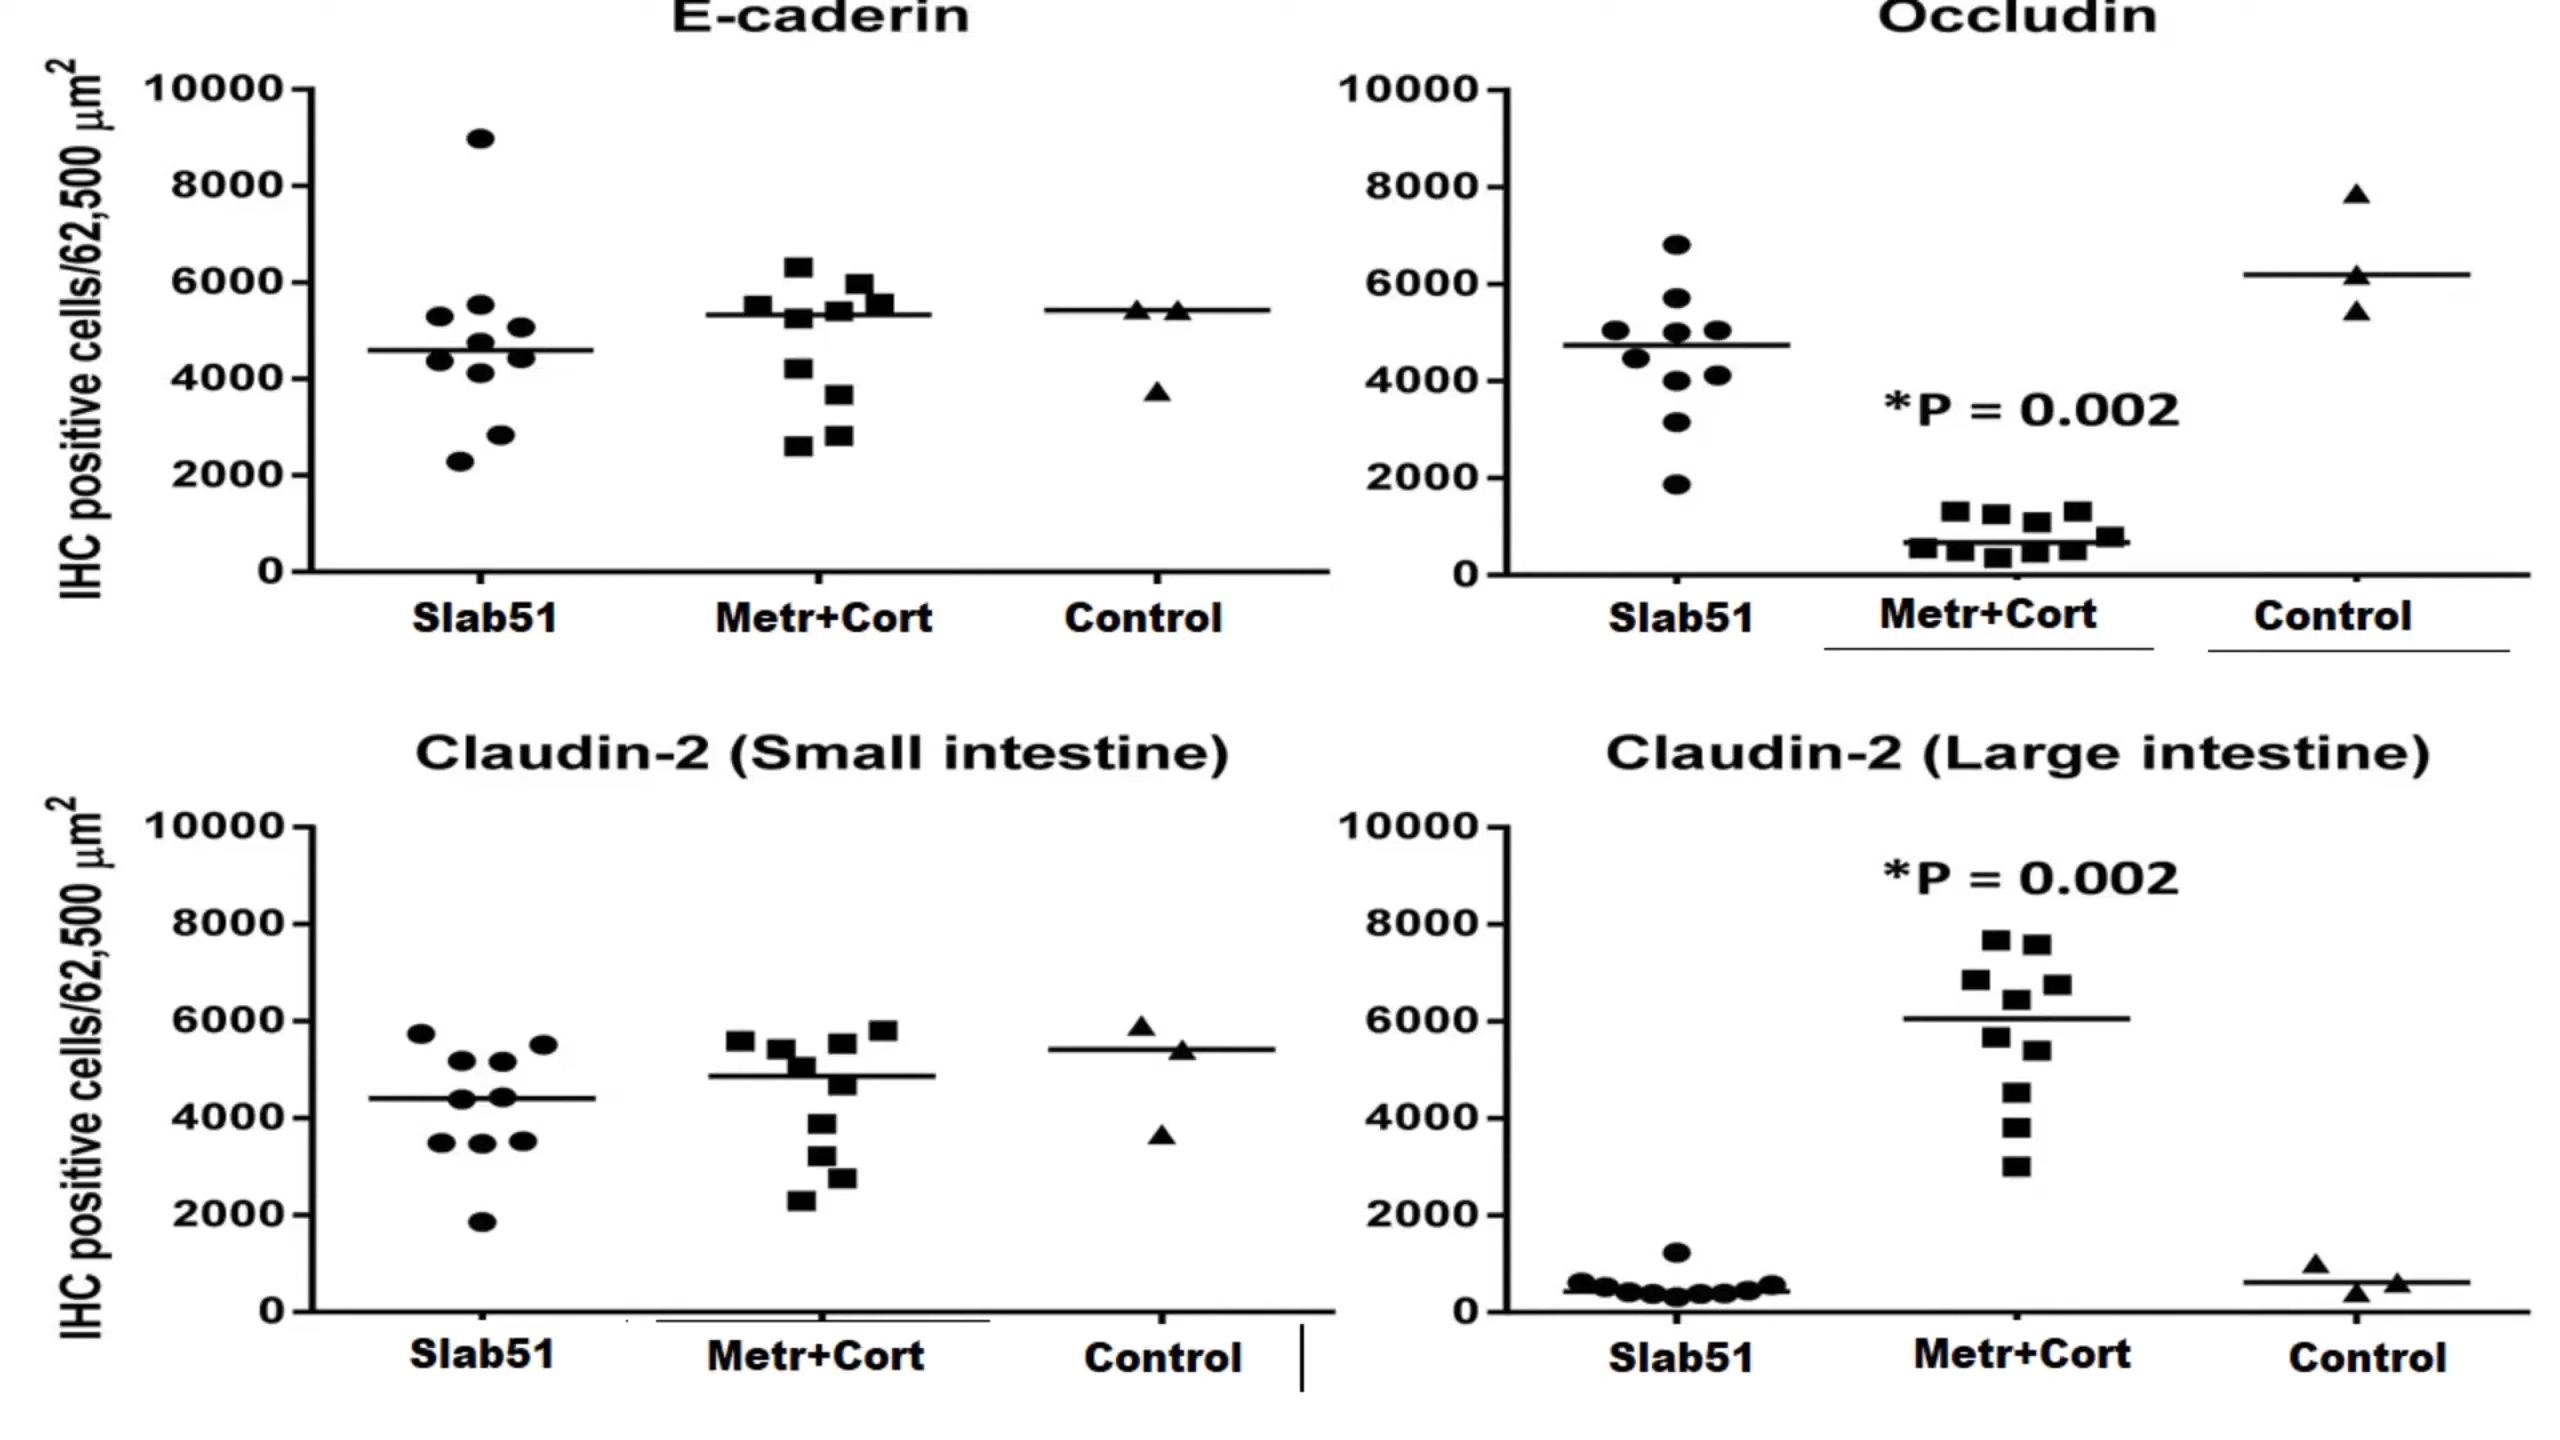 E-caderin
Occludin
IHC positive cells/62,500 µm²
10000
8000
6000
4000
2000
0
Slab51 Metr+Cort Control
10000
8000
6000
4000
2000
0
*P = 0.002
Slab51 Metr+Cort Control
Claudin-2 (Small intestine)
Claudin-2 (Large intestine)
IHC positive cells/62,500 µm²
10000
8000
6000
4000
2000
0
Slab51 Metr+Cort Control
10000
8000
6000
4000
2000
0
*P = 0.002
Slab51 Metr+Cort Control